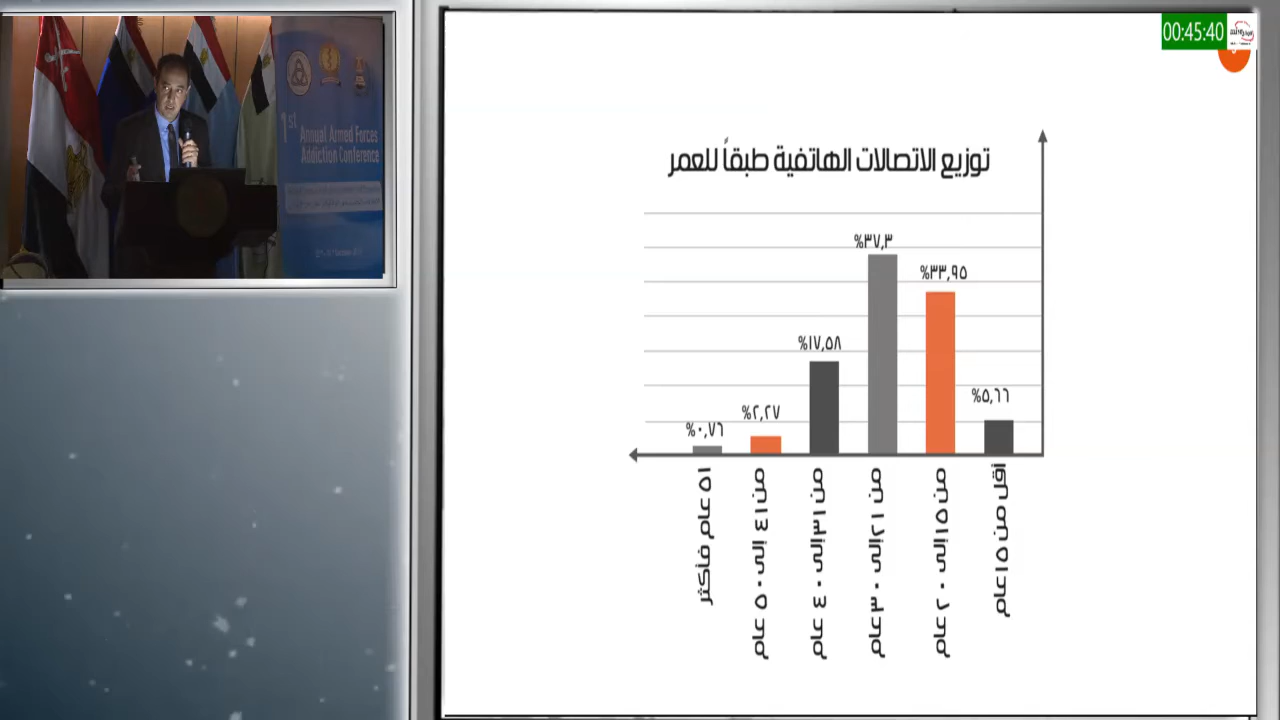 00:45:40
1st
Annual Armed Forces
Addiction Conference
توزيع الاتصالات الهاتفية طبقاً للعمر
%٥,٦٦
%٣٣,٩٥
%٣٧,٣
%١٧,٥٨
%٢,٢٧
%٠,٧٦
أقل من ١٥ عام
من ١٥ إلى ٢٠ عام
من ٢١ إلى ٣٠ عام
من ٣١ إلى ٤٠ عام
من ٤١ إلى ٥٠ عام
٥١ عام فأكثر